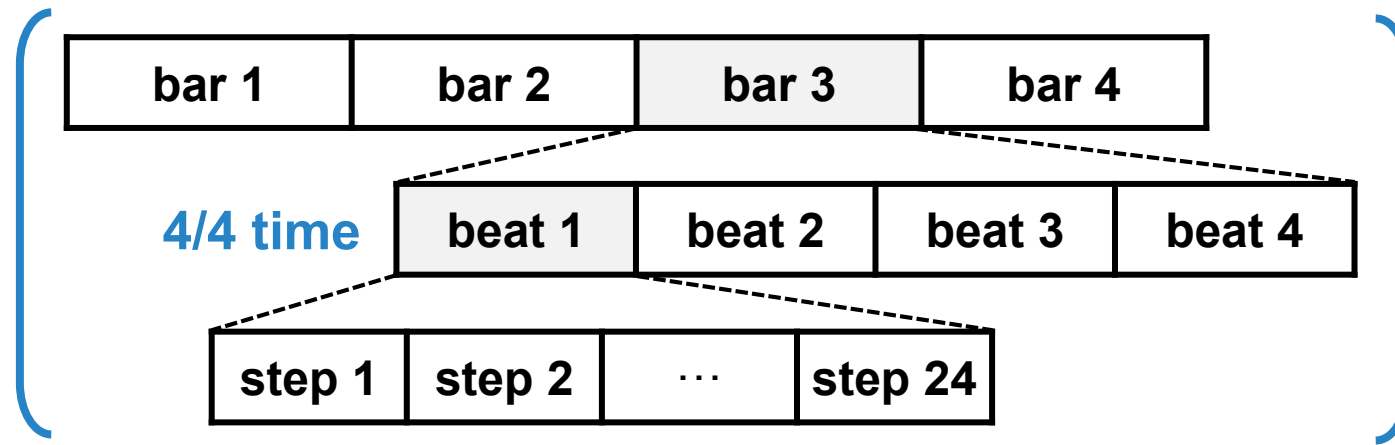 bar 1 bar 2 bar 3 bar 4
4/4 time beat 1 beat 2 beat 3 beat 4
step 1 step 2 ... step 24